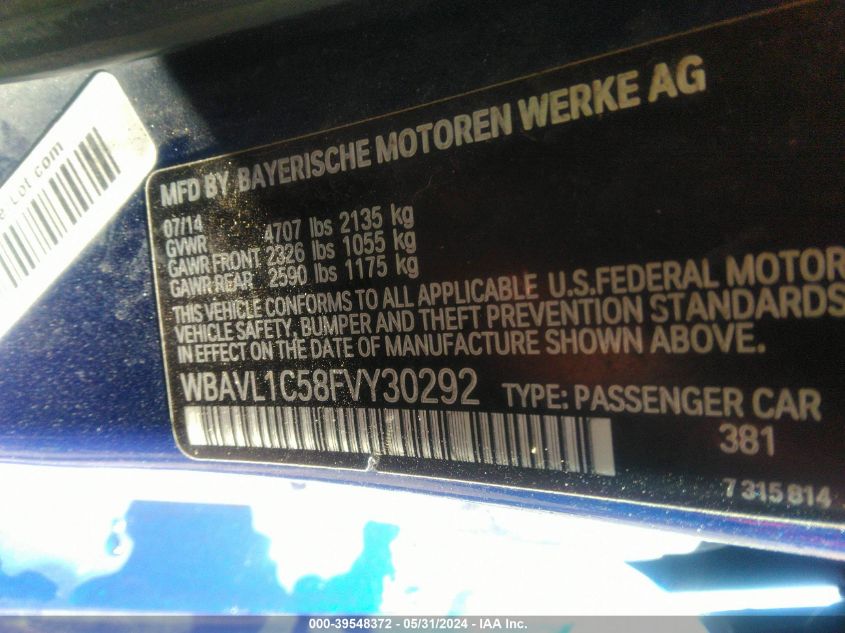 e Lot.com
MFD BY BAYERISCHE MOTOREN WERKE AG
07/14
GVWR 4707 lbs 2135 kg
GAWR FRONT 2326 lbs 1055 kg
GAWR REAR 2590 lbs 1175 kg
THIS VEHICLE CONFORMS TO ALL APPLICABLE U.S.FEDERAL MOTOR
VEHICLE SAFETY, BUMPER AND THEFT PREVENTION STANDARDS
IN EFFECT ON THE DATE OF MANUFACTURE SHOWN ABOVE.
WBAVL1C58FVY30292 TYPE: PASSENGER CAR
381
7 315 814
000-39548372 - 05/31/2024 - IAA Inc.